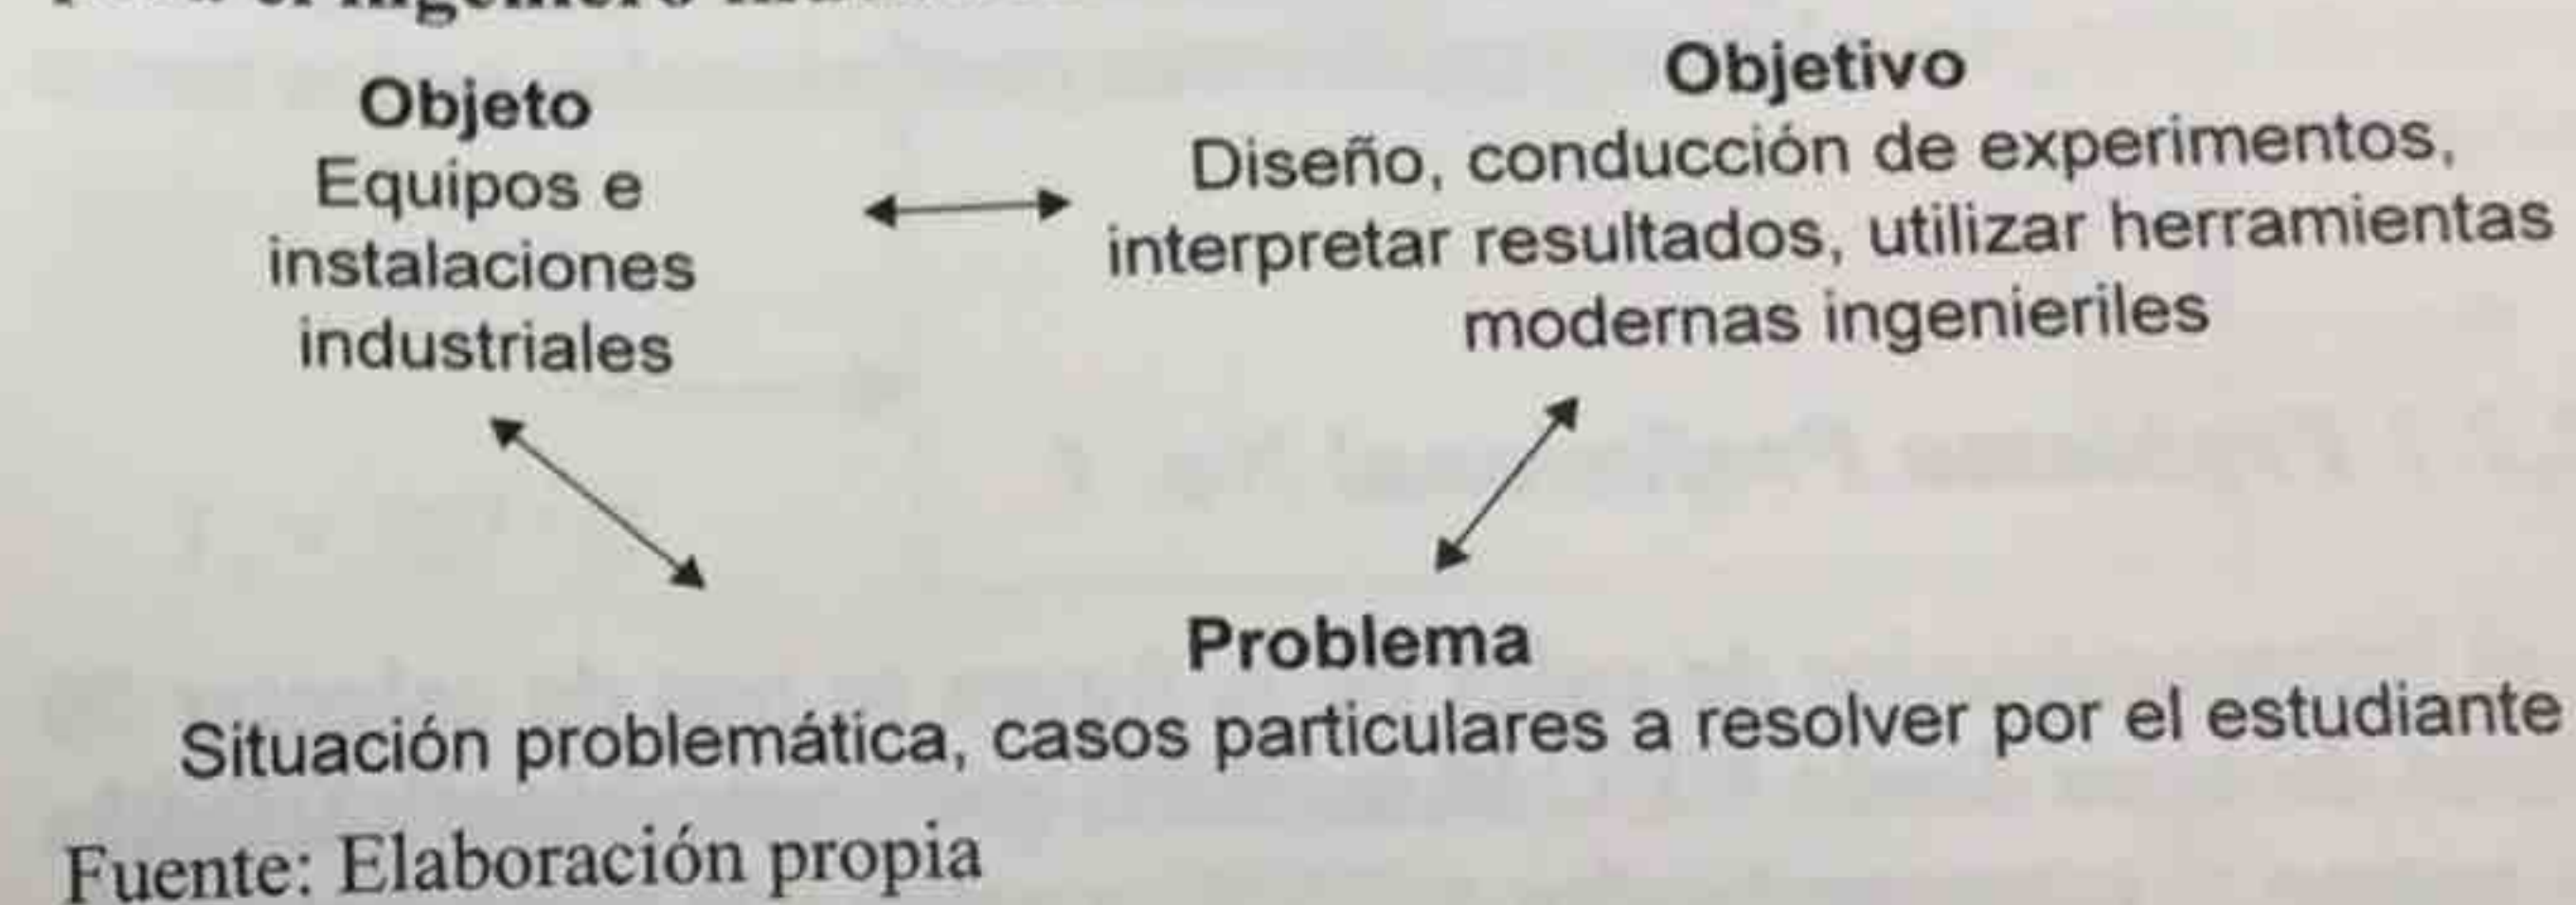 Objeto
Equipos e
instalaciones
industriales
Objetivo
Diseño, conducción de experimentos,
interpretar resultados, utilizar herramientas
modernas ingenieriles
Problema
Situación problemática, casos particulares a resolver por el estudiante
Fuente: Elaboración propia